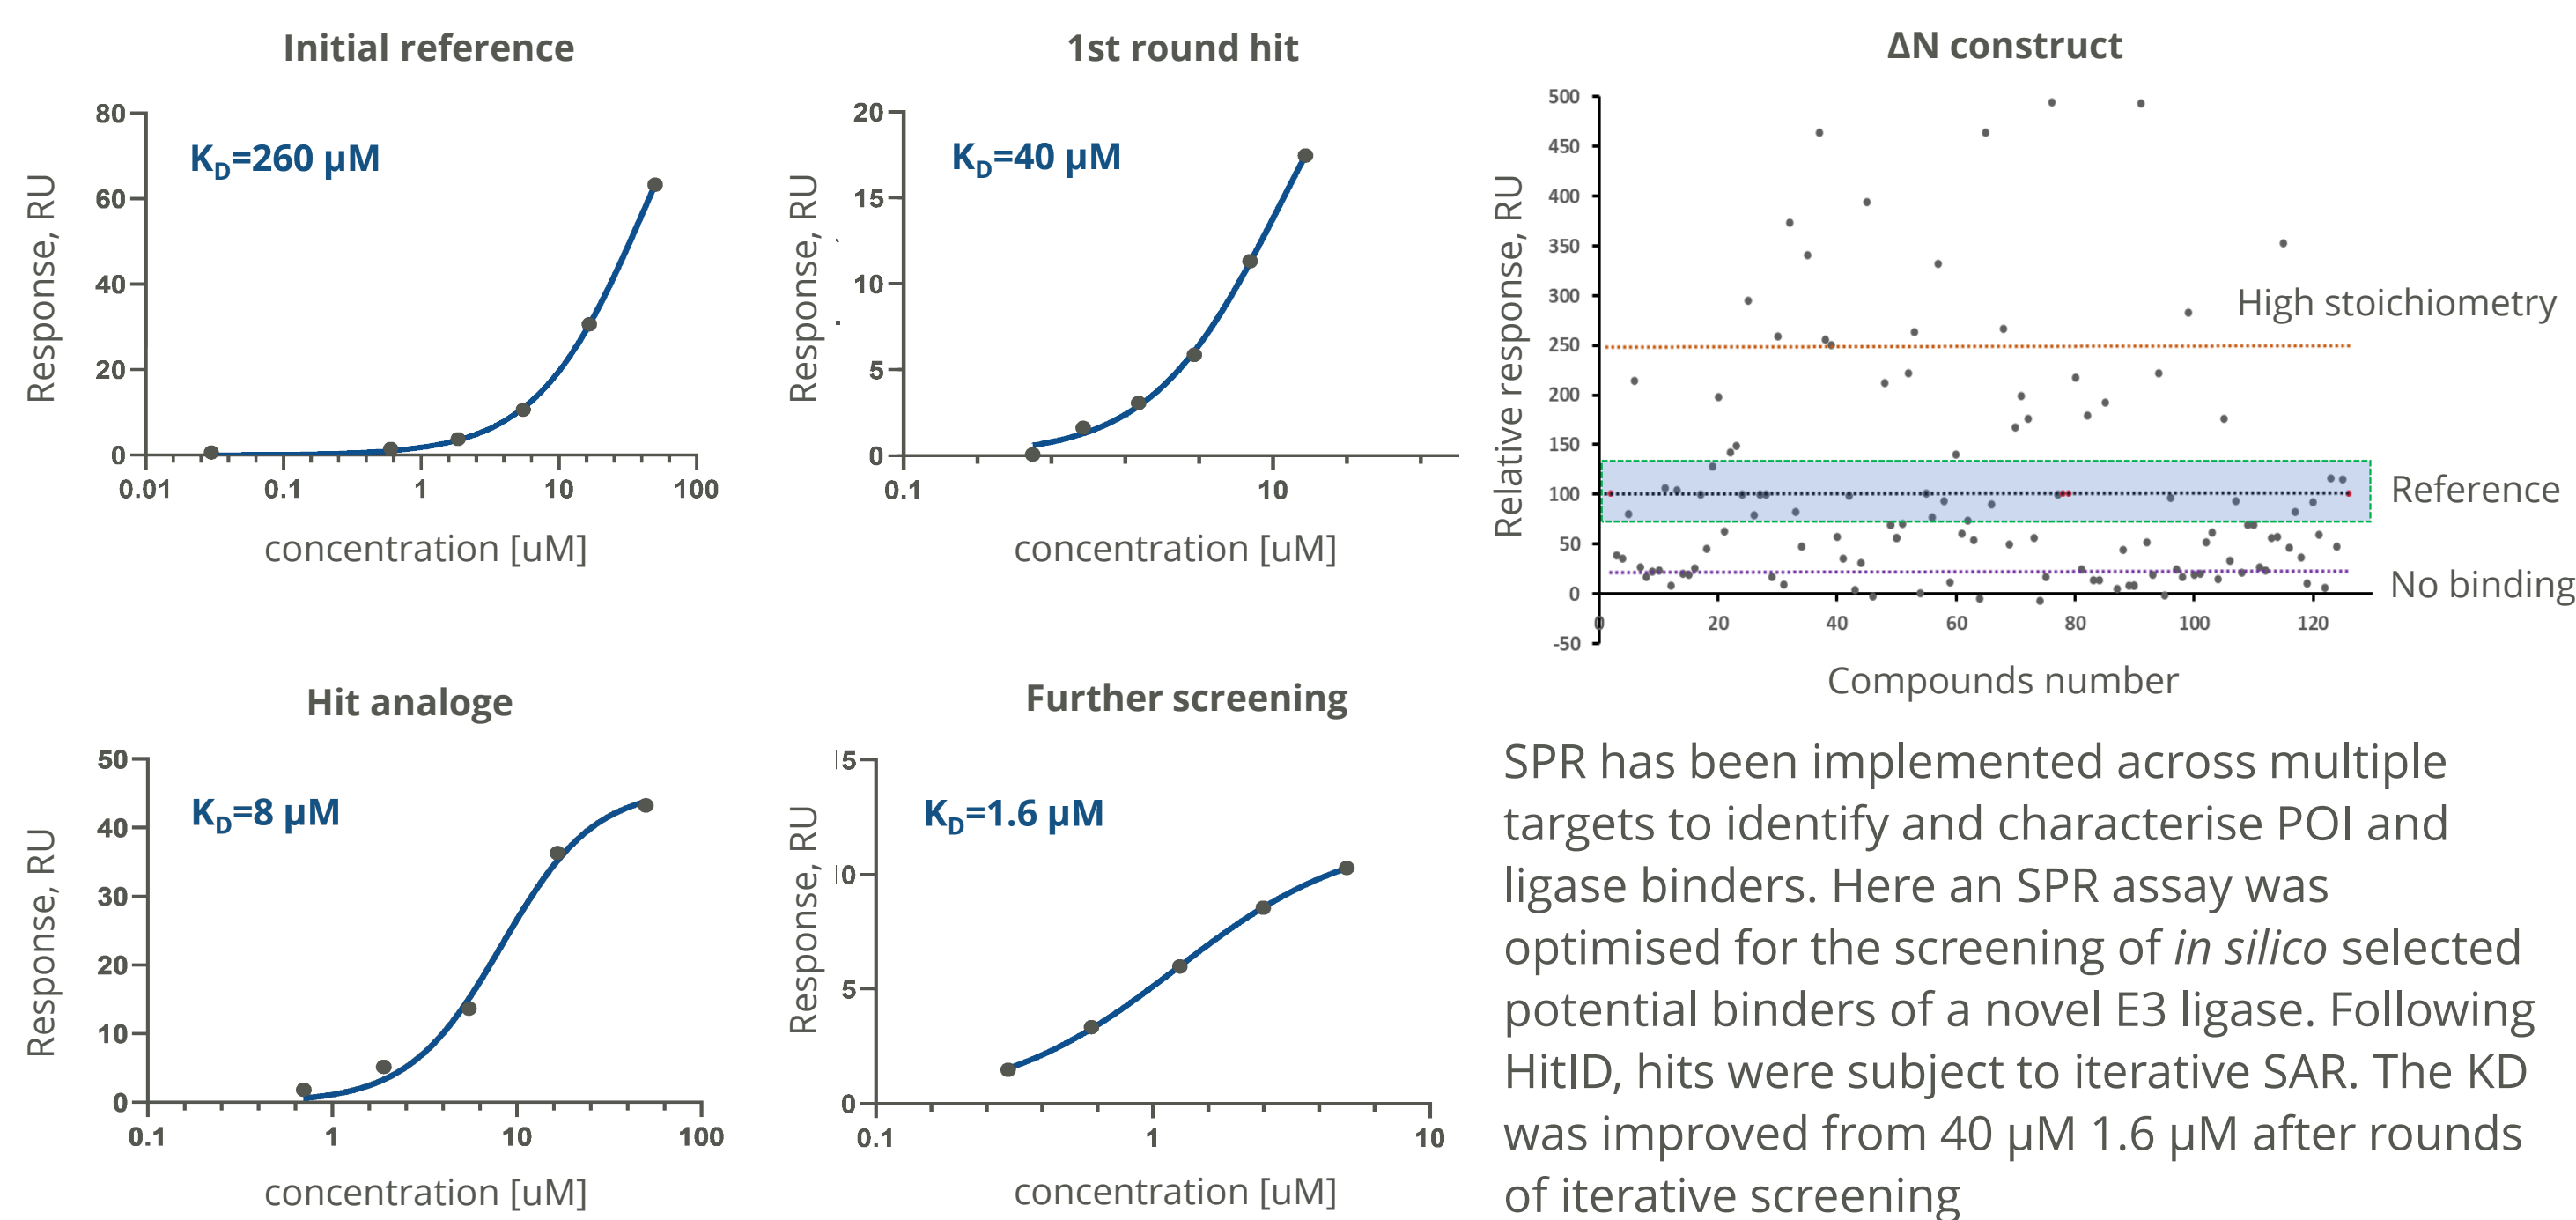 Initial reference
80
60
40
20
0
K_D=260 µM
Response, RU
0.01 0.1 1 10 100
concentration [uM]
1st round hit
20
15
10
5
0
K_D=40 µM
Response, RU
0.1 10
concentration [uM]
ΔN construct
500
450
400
350
300
250
200
150
100
50
0
-50
Relative response, RU
High stoichiometry
Reference
No binding
0 20 40 60 80 100 120
Compounds number
Hit analoge
50
40
30
20
10
0
K_D=8 µM
Response, RU
0.1 1 10 100
concentration [uM]
Further screening
15
10
5
0
K_D=1.6 µM
Response, RU
0.1 1 10
concentration [uM]
SPR has been implemented across multiple
targets to identify and characterise POI and
ligase binders. Here an SPR assay was
optimised for the screening of in silico selected
potential binders of a novel E3 ligase. Following
HitID, hits were subject to iterative SAR. The KD
was improved from 40 µM 1.6 µM after rounds
of iterative screening